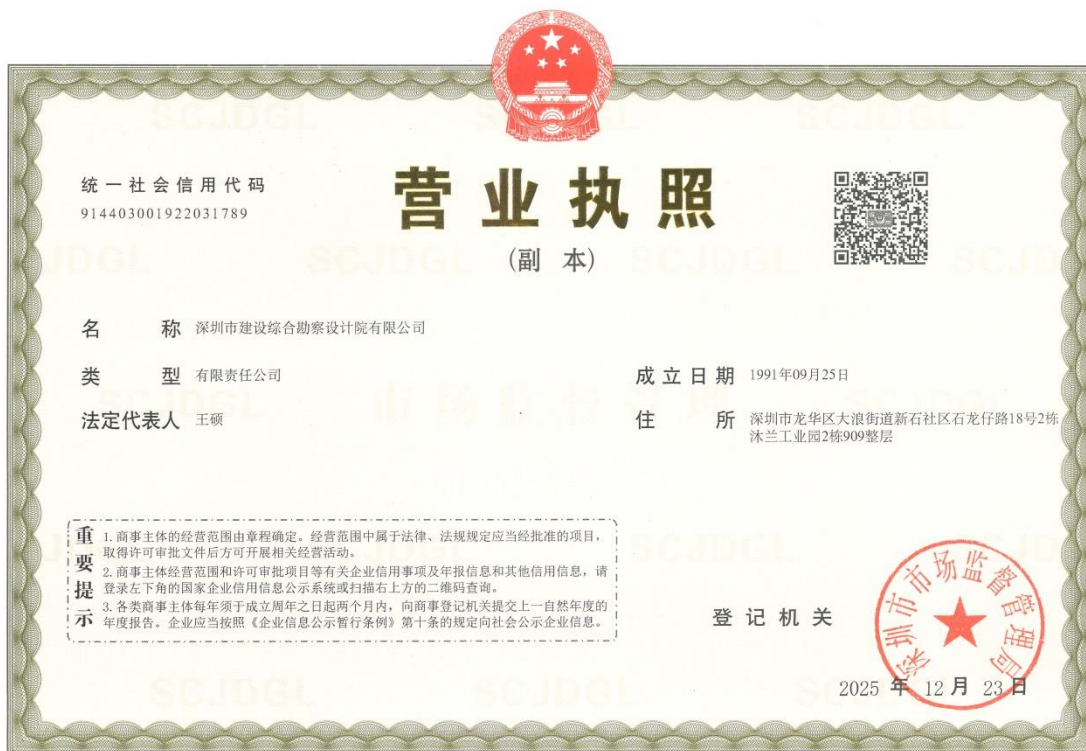 统一社会信用代码
914403001922031789
营业执照
(副 本)
名 称 深圳市建设综合勘察设计院有限公司
类 型 有限责任公司
成立日期 1991年09月25日
法定代表人 王硕
住 所 深圳市龙华区大浪街道新石社区石龙仔路18号2栋
沐兰工业园2栋909整层
重要提示
1. 商事主体的经营范围由章程确定。经营范围中属于法律、法规规定应当经批准的项目，
取得许可审批文件后方可开展相关经营活动。
2. 商事主体经营范围和许可审批项目等有关企业信用事项及年报信息和其他信用信息，请
登录左下角的国家企业信用信息公示系统或扫描右上方的二维码查询。
3. 各类商事主体每年须于成立周年之日起两个月内，向商事登记机关提交上一自然年度的
年度报告。企业应当按照《企业信息公示暂行条例》第十条的规定向社会公示企业信息。
登记机关
深圳市市场监督管理局
2025 年 12 月 23 日
SCJDGL
市场监督管理